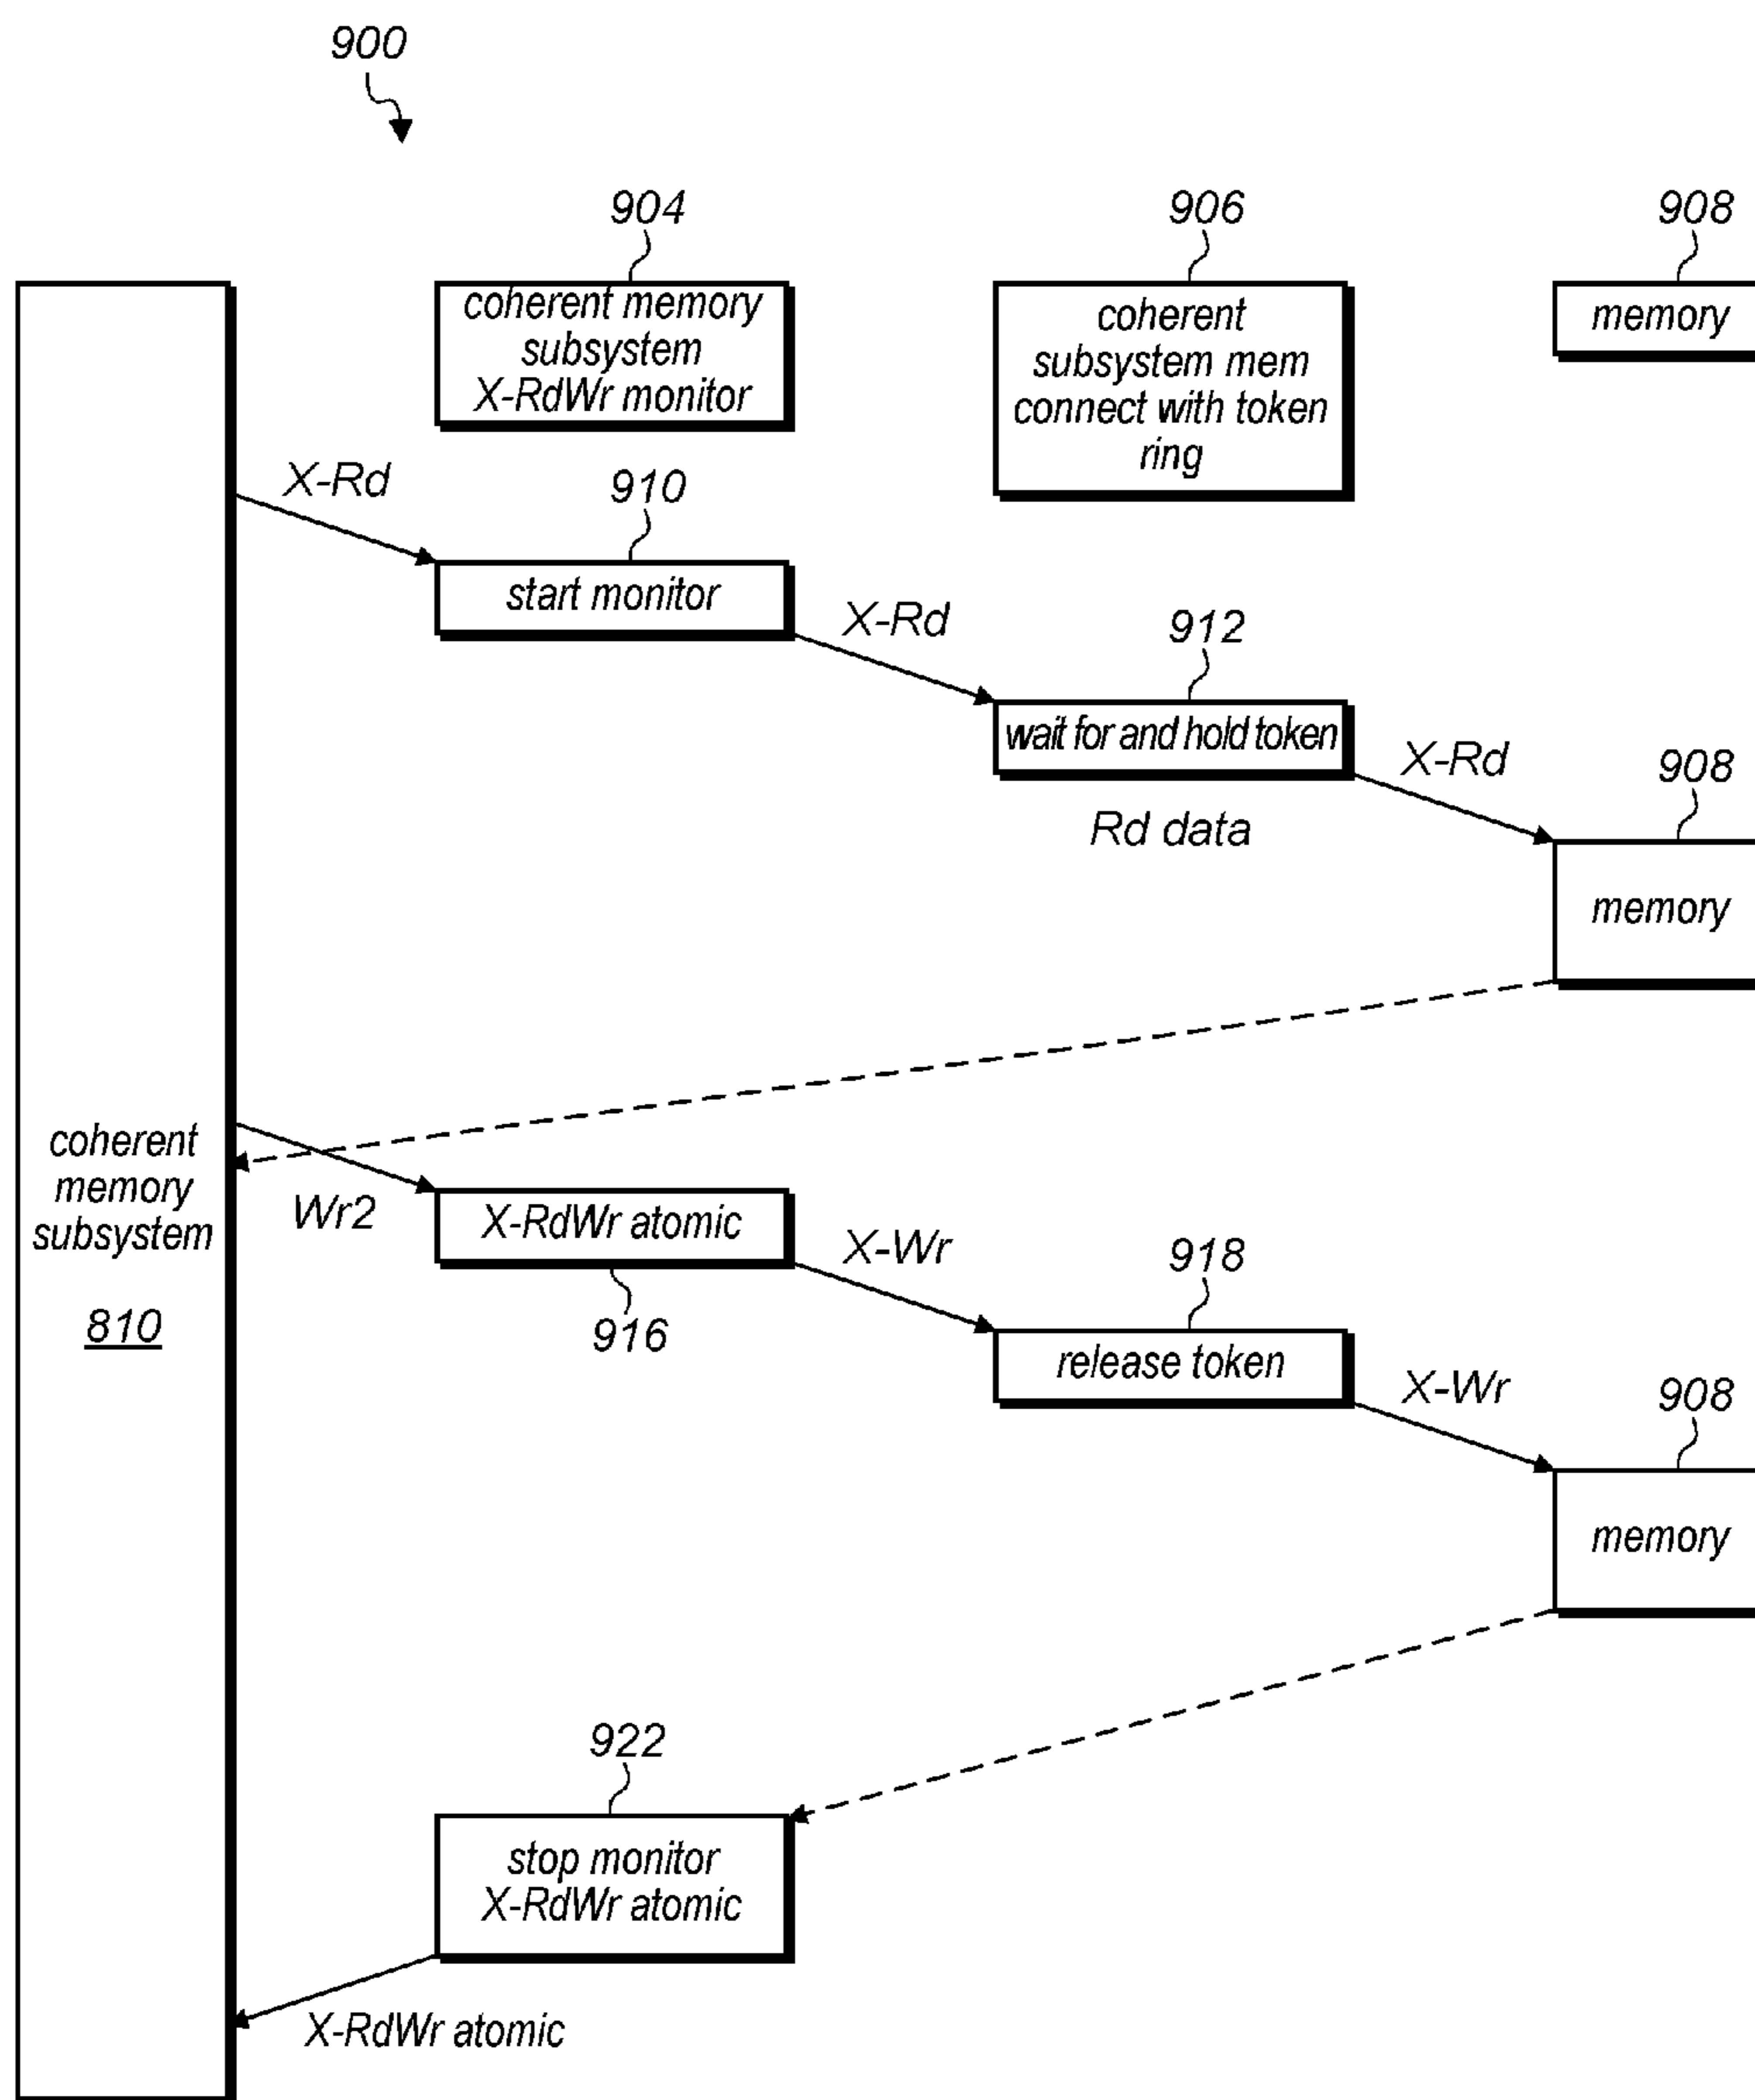 900
904
906
908
coherent memory
subsystem
X-RdWr monitor
coherent
subsystem mem
connect with token
ring
memory
X-Rd
910
start monitor
X-Rd
912
wait for and hold token
X-Rd
908
Rd data
memory
coherent
memory
subsystem
810
Wr2
X-RdWr atomic
916
X-Wr
918
release token
X-Wr
908
memory
922
stop monitor
X-RdWr atomic
X-RdWr atomic